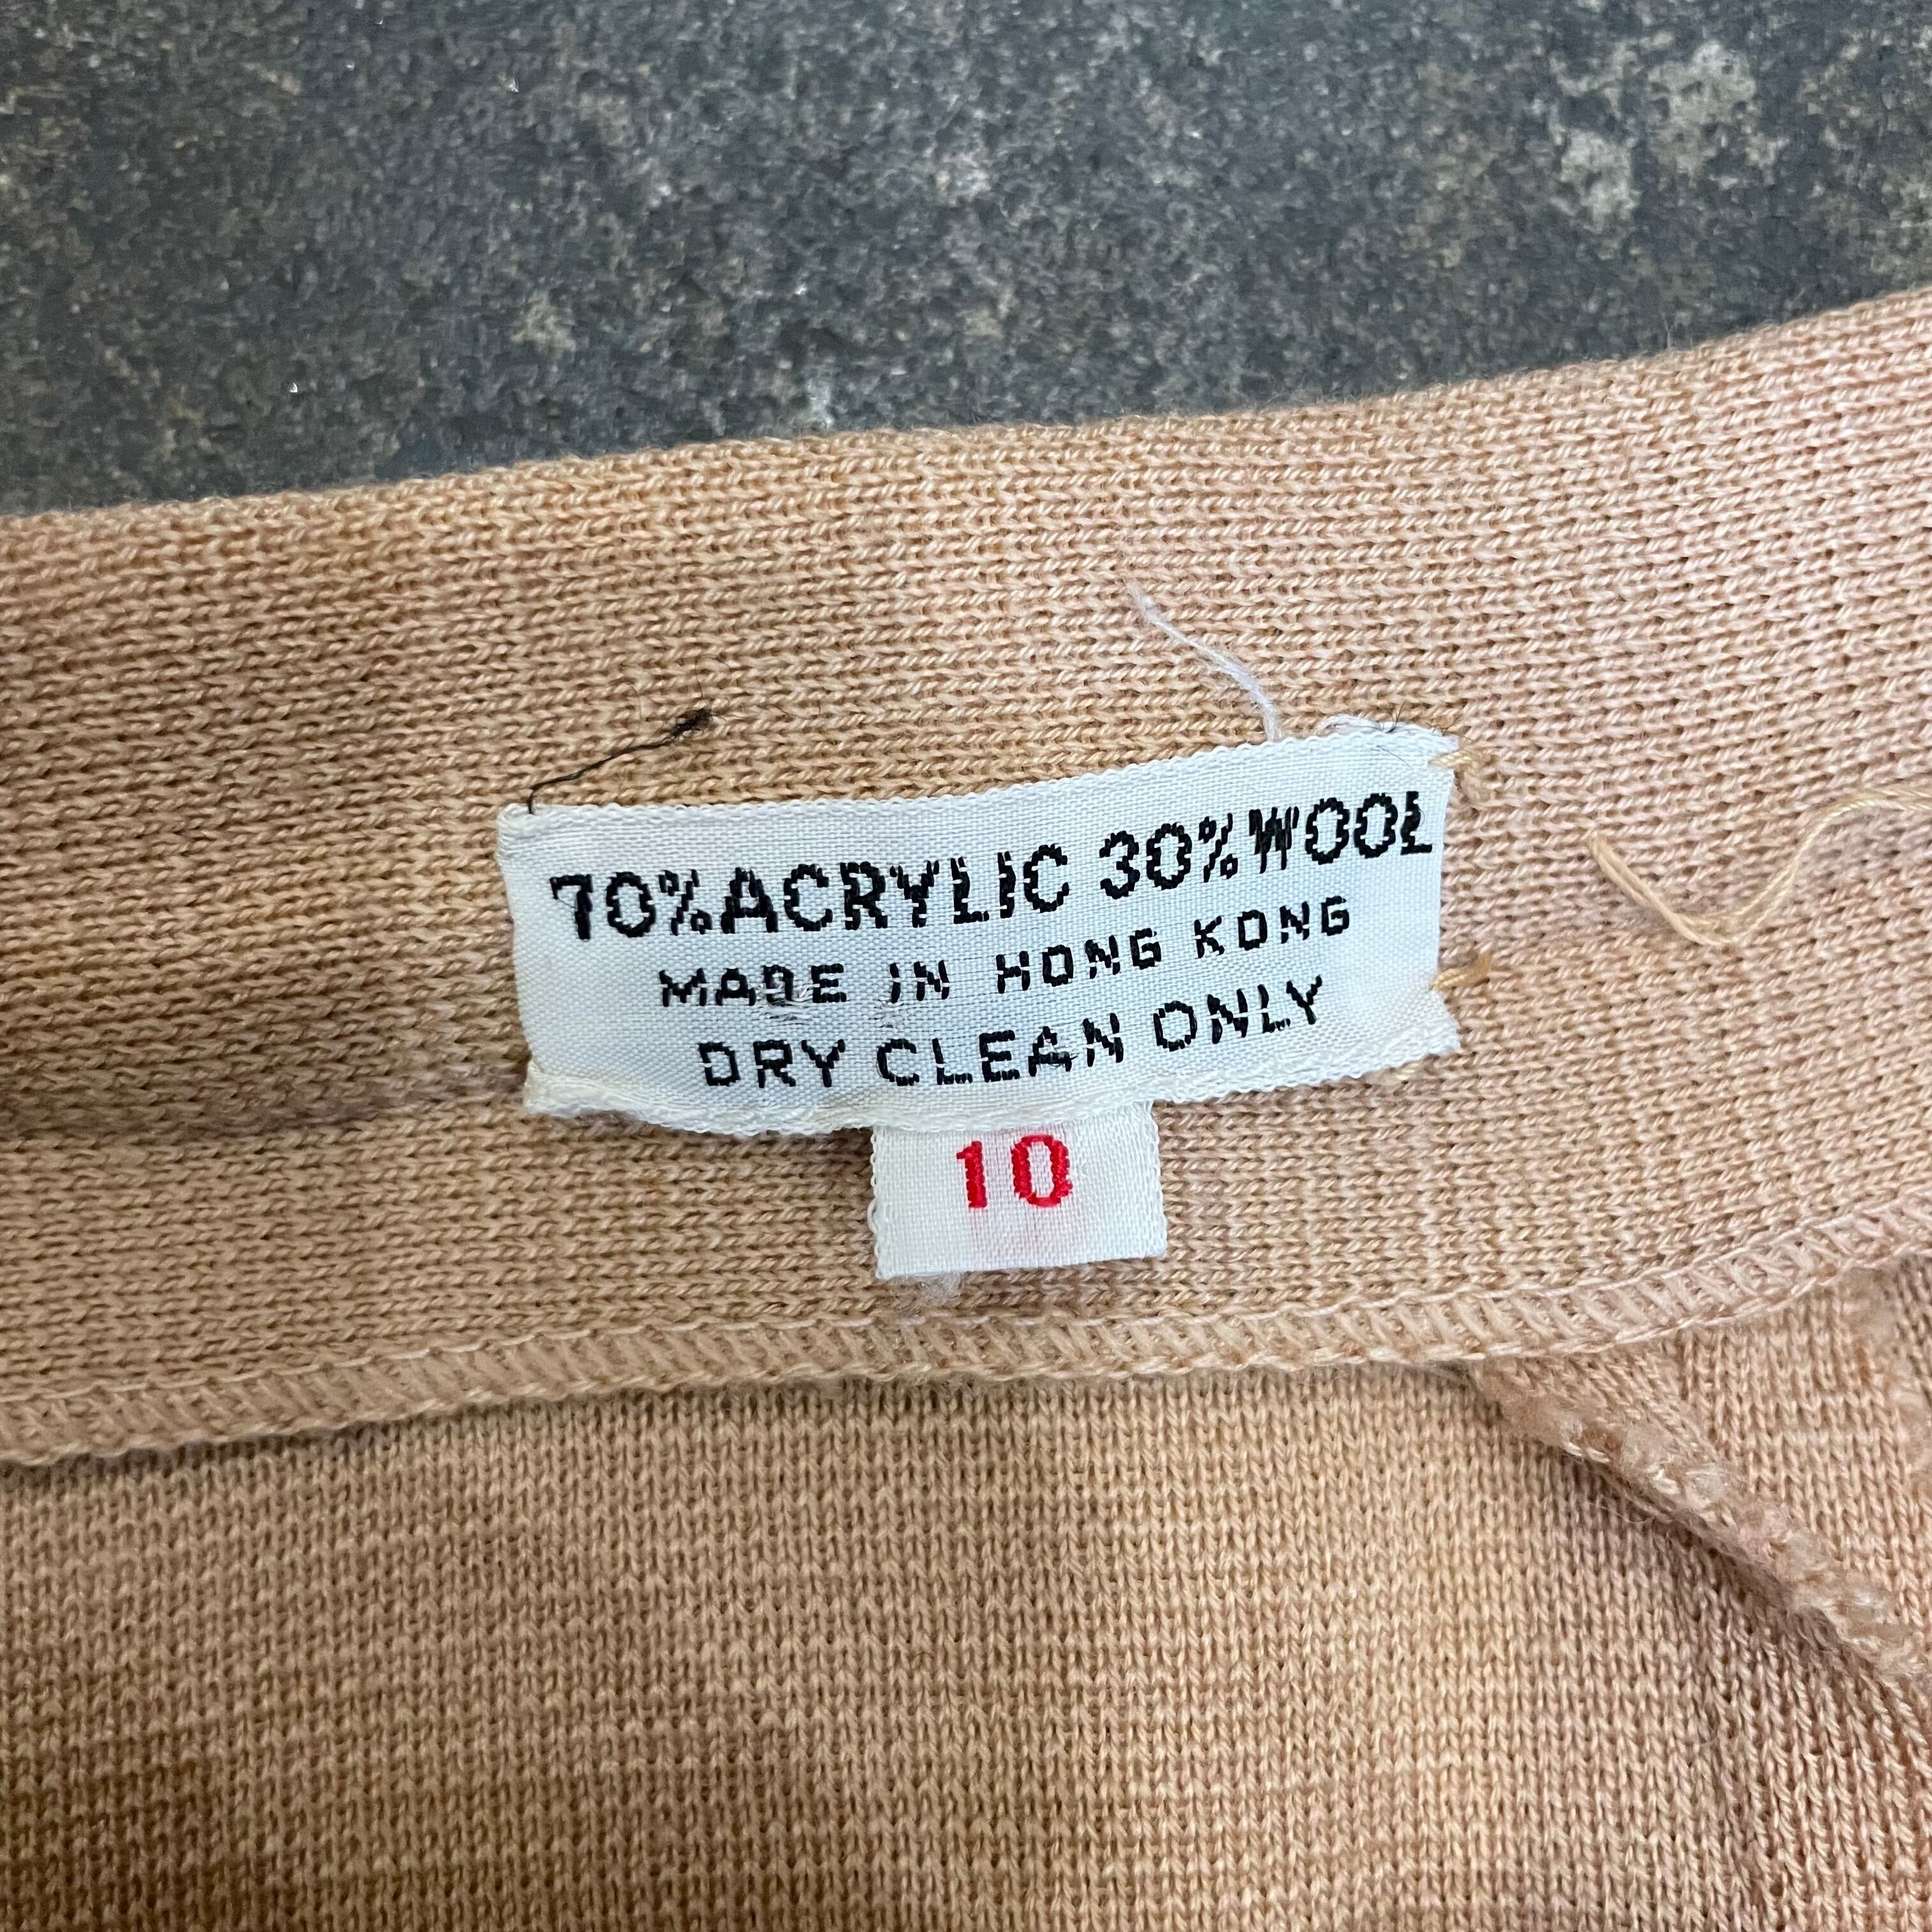 70%ACRYLIC 30%WOOL
MADE IN HONG KONG
DRY CLEAN ONLY
10